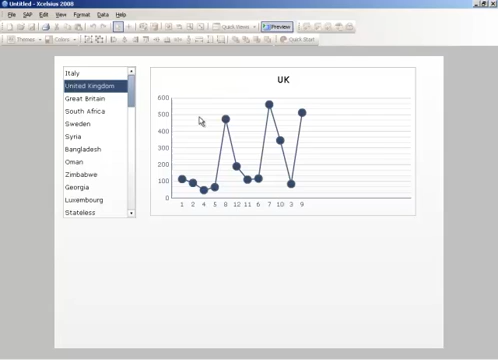 Untitled - Xcelsius 2008
File SAP Edit View Format Data Help
Quick Views Preview
Themes Colors Quick Start
Italy
United Kingdom
Great Britain
South Africa
Sweden
Syria
Bangladesh
Oman
Zimbabwe
Georgia
Luxembourg
Stateless
UK
600
500
400
300
200
100
0
1 2 4 5 8 12 11 6 7 10 3 9